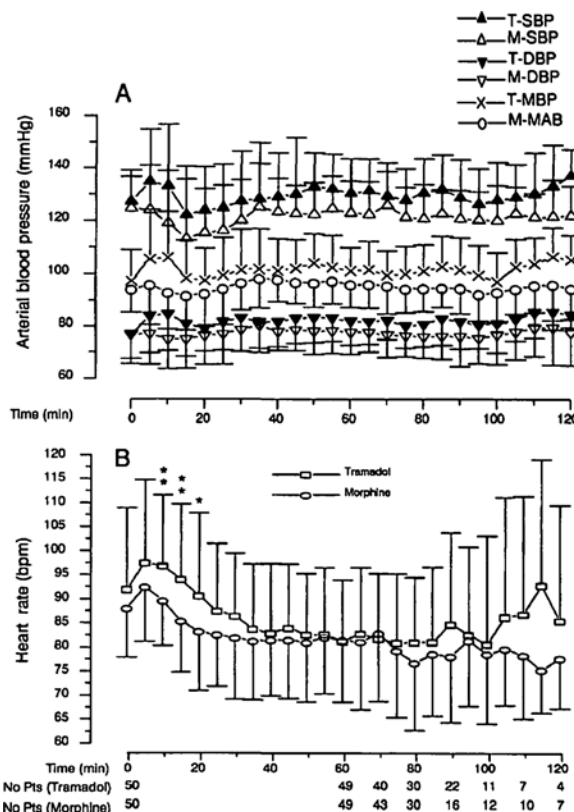 T-SBP
M-SBP
T-DBP
M-DBP
T-MBP
M-MAB
A
Arterial blood pressure (mmHg)
160
140
120
100
80
60
Time (min)
0 20 40 60 80 100 120
B
Tramadol
Morphine
** ** *
Heart rate (bpm)
120
115
110
105
100
95
90
85
80
75
70
65
60
Time (min)
0 20 40 60 80 100 120
No Pts (Tramadol) 50 49 40 30 22 11 7 4
No Pts (Morphine) 50 49 43 30 16 12 10 7